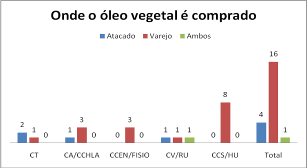 Onde o óleo vegetal é comprado
Atacado Varejo Ambos
2 1 0 1 3 0 0 3 0 1 1 1 0 8 0 4 16 1
CT CA/CCHLA CCEN/FISIO CV/RU CCS/HU Total